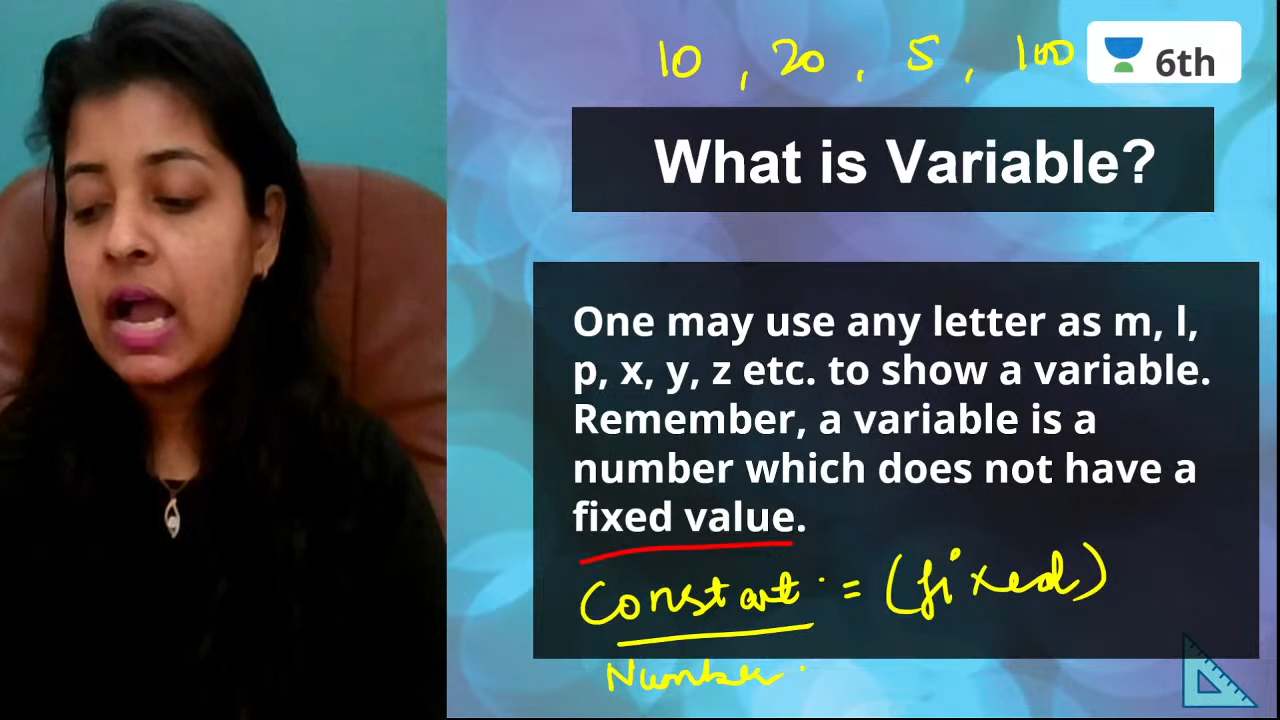 10 , 20 , 5 , 100
6th
What is Variable?
One may use any letter as m, l,
p, x, y, z etc. to show a variable.
Remember, a variable is a
number which does not have a
fixed value.
Constant = (fixed)
Number